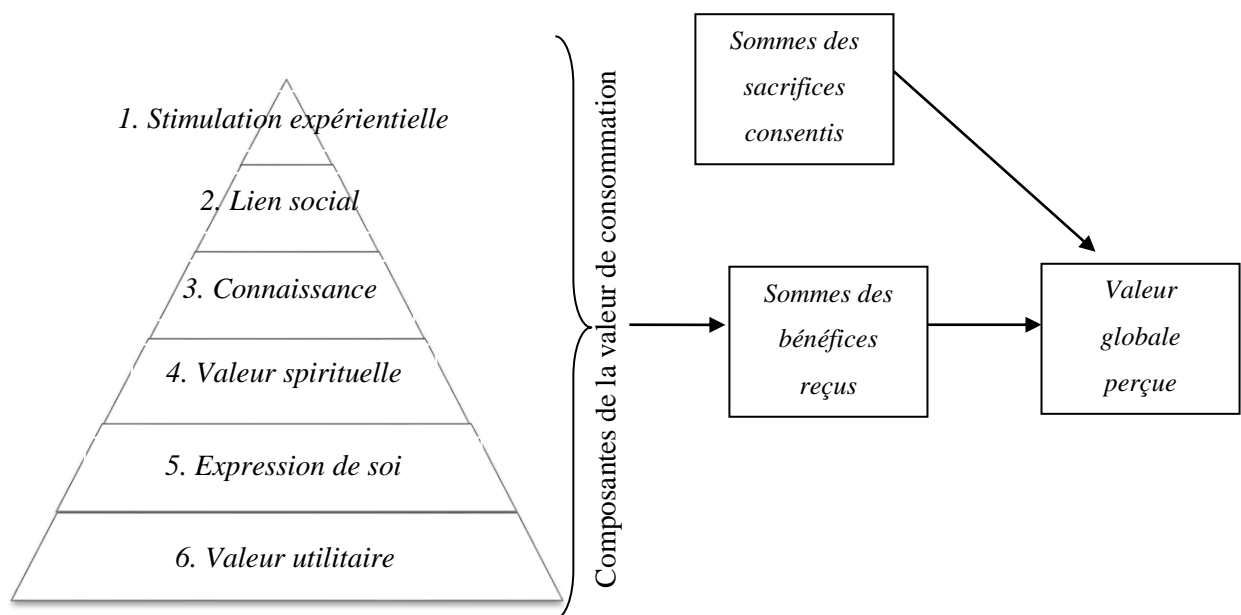 1. Stimulation expérientielle
2. Lien social
3. Connaissance
4. Valeur spirituelle
5. Expression de soi
6. Valeur utilitaire
Composantes de la valeur de consommation
Sommes des
sacrifices
consentis
Sommes des
bénéfices
reçus
Valeur
globale
perçue